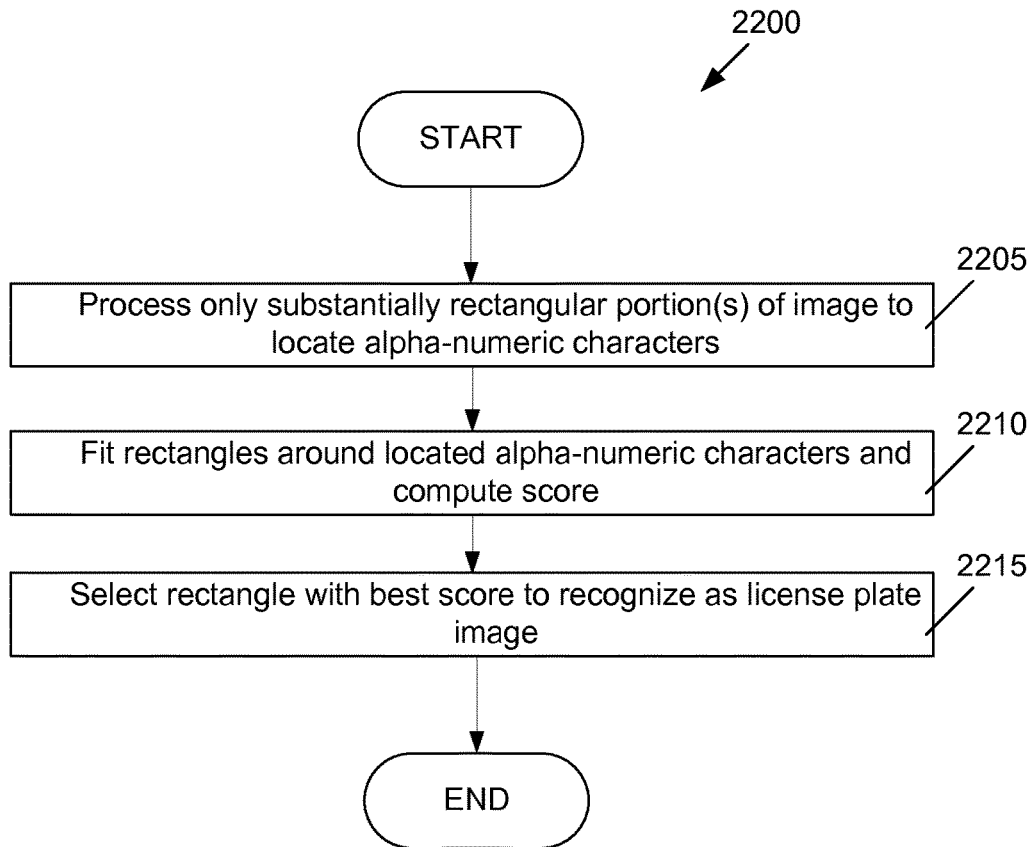 2200
START
2205
Process only substantially rectangular portion(s) of image to
locate alpha-numeric characters
2210
Fit rectangles around located alpha-numeric characters and
compute score
2215
Select rectangle with best score to recognize as license plate
image
END